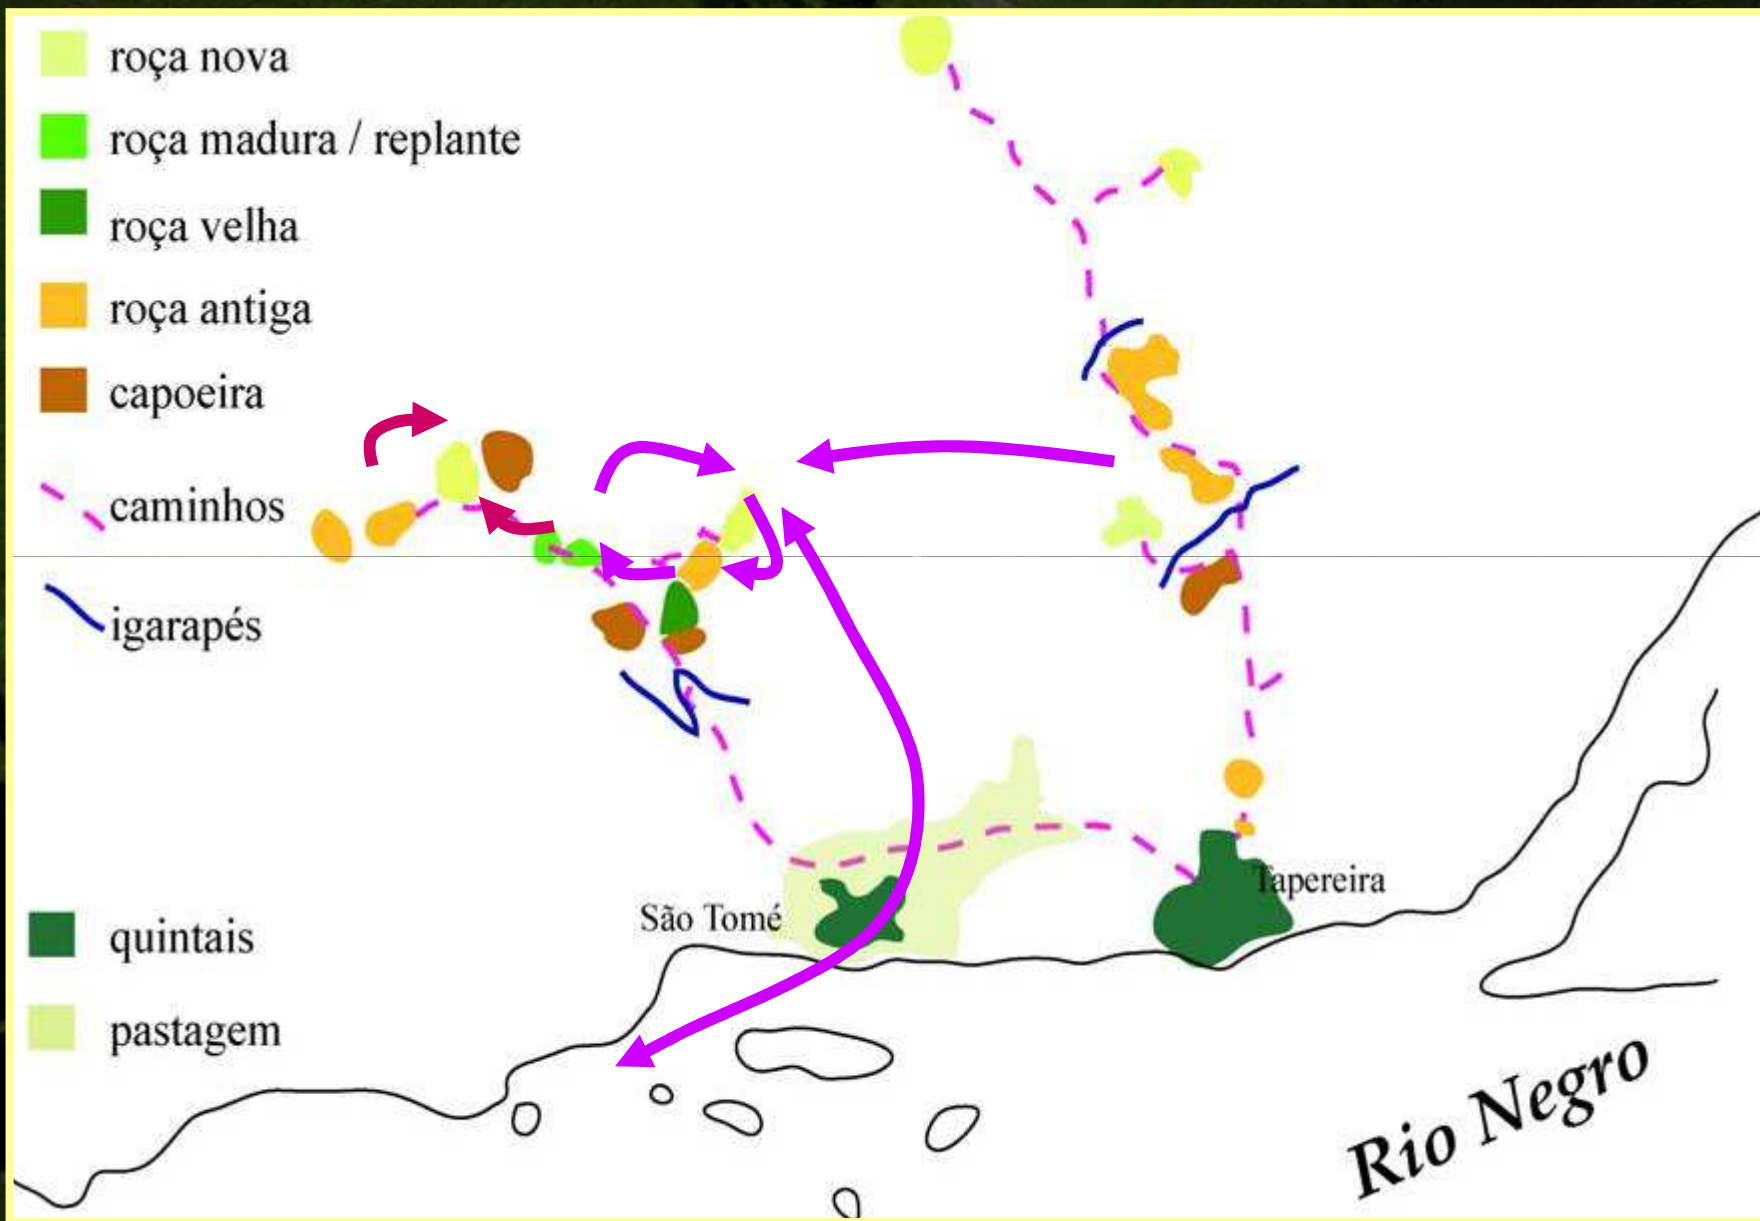 roça nova
roça madura / replante
roça velha
roça antiga
capoeira
caminhos
igarapés
quintais
pastagem
São Tomé
Tapereira
Rio Negro